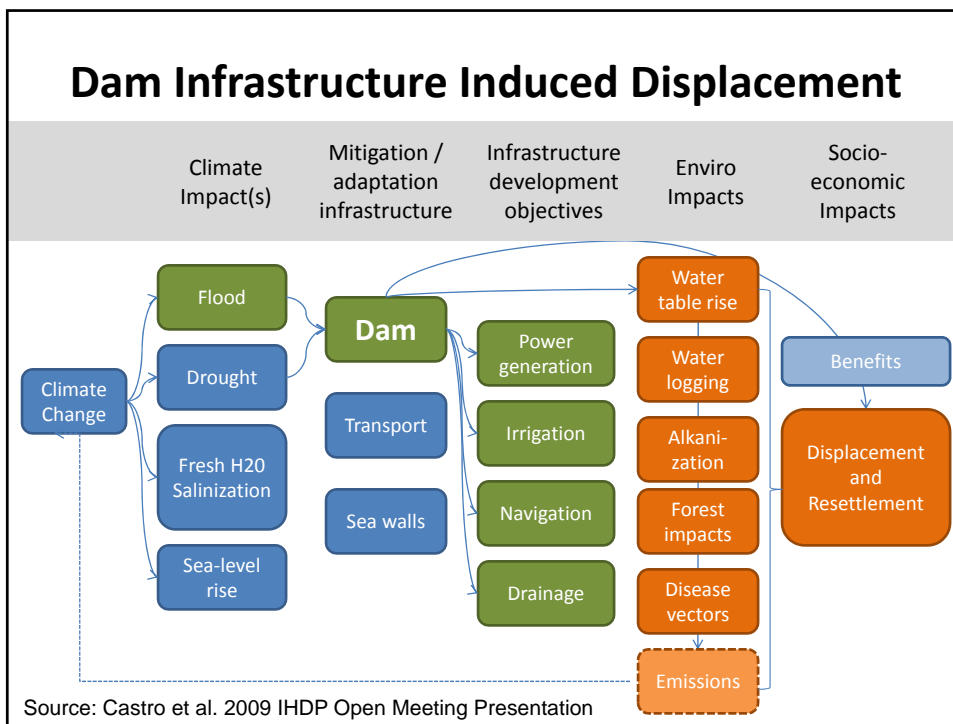 Dam Infrastructure Induced Displacement
Climate
Impact(s)
Mitigation /
adaptation
infrastructure
Infrastructure
development
objectives
Enviro
Impacts
Socio-
economic
Impacts
Climate
Change
Flood
Drought
Fresh H20
Salinization
Sea-level
rise
Dam
Transport
Sea walls
Power
generation
Irrigation
Navigation
Drainage
Water
table rise
Water
logging
Alkani-
zation
Forest
impacts
Disease
vectors
Emissions
Benefits
Displacement
and
Resettlement
Source: Castro et al. 2009 IHDP Open Meeting Presentation